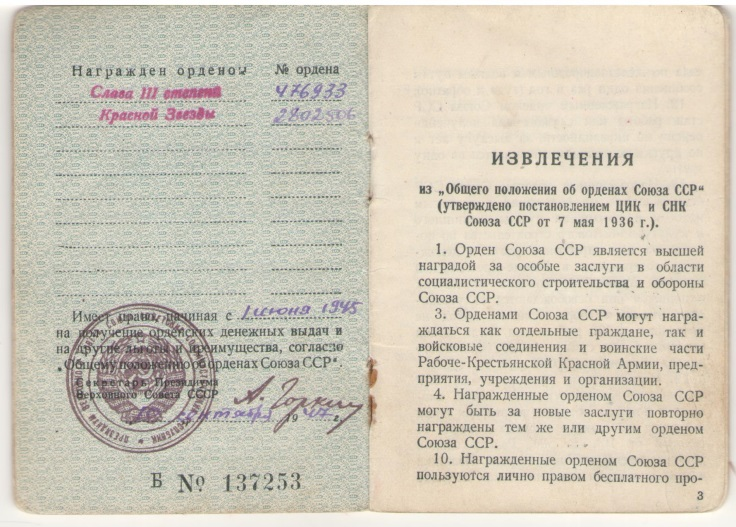 Награжден орденом № ордена
Слава III степени 476933
Красной Звезды 2802506
Имеет право, начиная с 1 июня 1945
на получение орденских денежных выдач и
на другие льготы и преимущества, согласно
„Общему положению о орденах Союза ССР“.
Секретарь Президиума
Верховного Совета СССР
А. Горкин
19 47 г.
Б № 137253
ИЗВЛЕЧЕНИЯ
из „Общего положения об орденах Союза ССР“
(утверждено постановлением ЦИК и СНК
Союза ССР от 7 мая 1936 г.).
1. Орден Союза ССР является высшей
наградой за особые заслуги в области
социалистического строительства и обороны
Союза ССР.
3. Орденами Союза ССР могут награ-
ждаться как отдельные граждане, так и
войсковые соединения и воинские части
Рабоче-Крестьянской Красной Армии, пред-
приятия, учреждения и организации.
4. Награжденные орденом Союза ССР
могут быть за новые заслуги повторно
награждены тем же или другим орденом
Союза ССР.
10. Награжденные орденом Союза ССР
пользуются лично правом бесплатного про-
3